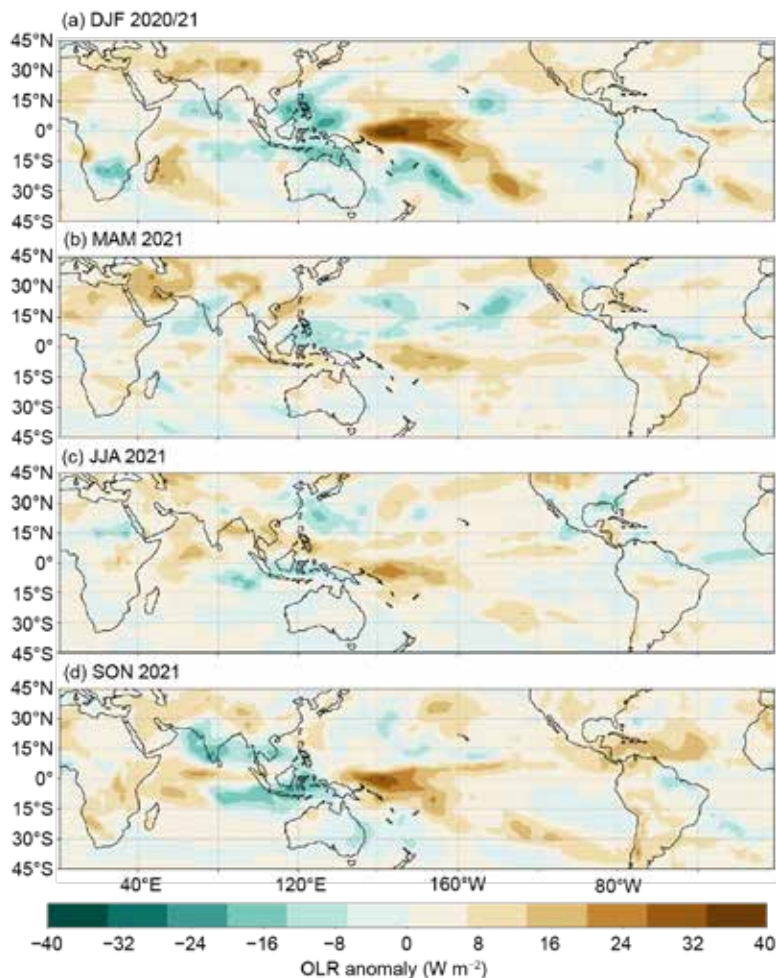 (a) DJF 2020/21
45°N
30°N
15°N
0°
15°S
30°S
45°S
(b) MAM 2021
45°N
30°N
15°N
0°
15°S
30°S
45°S
(c) JJA 2021
45°N
30°N
15°N
0°
15°S
30°S
45°S
(d) SON 2021
45°N
30°N
15°N
0°
15°S
30°S
45°S
40°E 120°E 160°W 80°W
−40 −32 −24 −16 −8 0 8 16 24 32 40
OLR anomaly (W m⁻²)